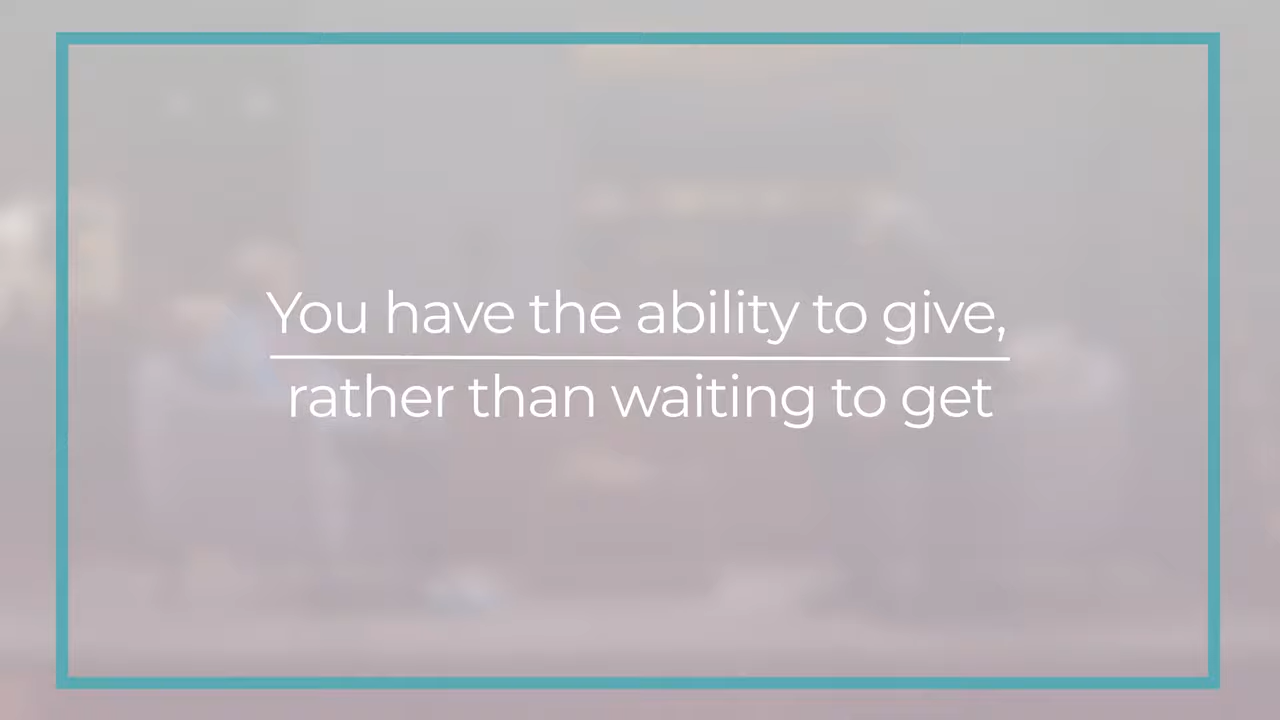 You have the ability to give,
rather than waiting to get